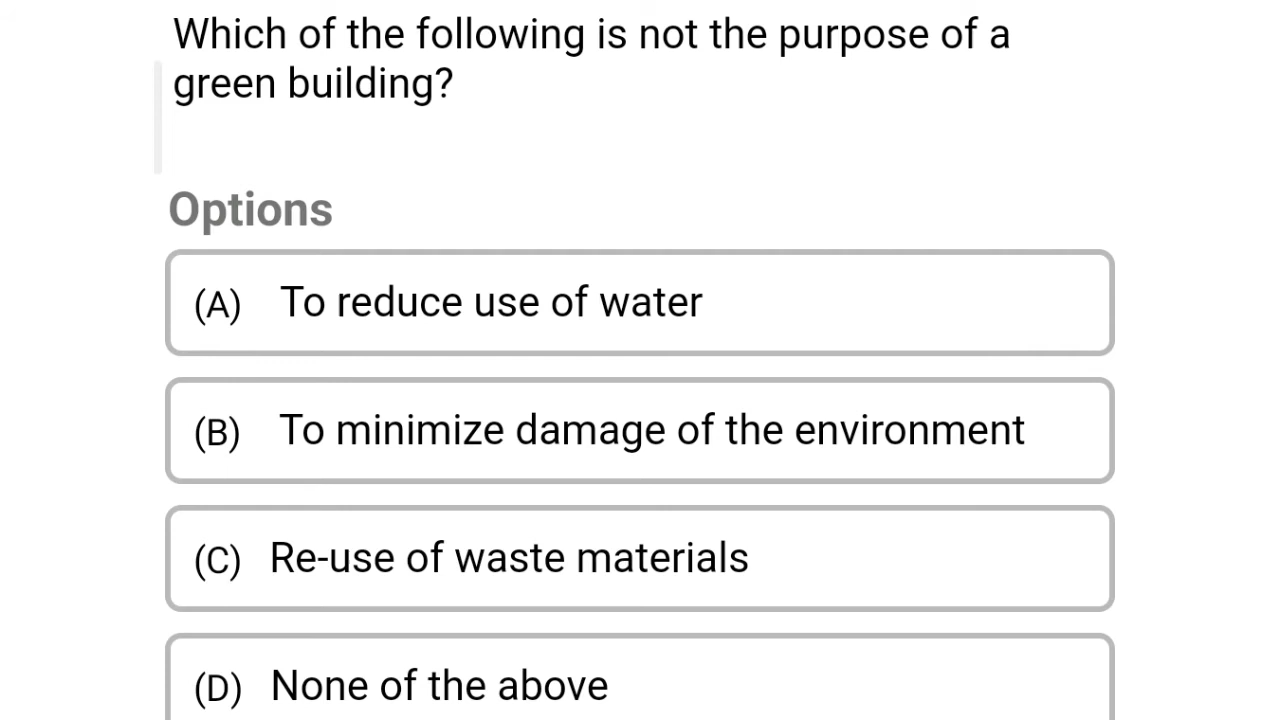 Which of the following is not the purpose of a
green building?
Options
(A) To reduce use of water
(B) To minimize damage of the environment
(C) Re-use of waste materials
(D) None of the above